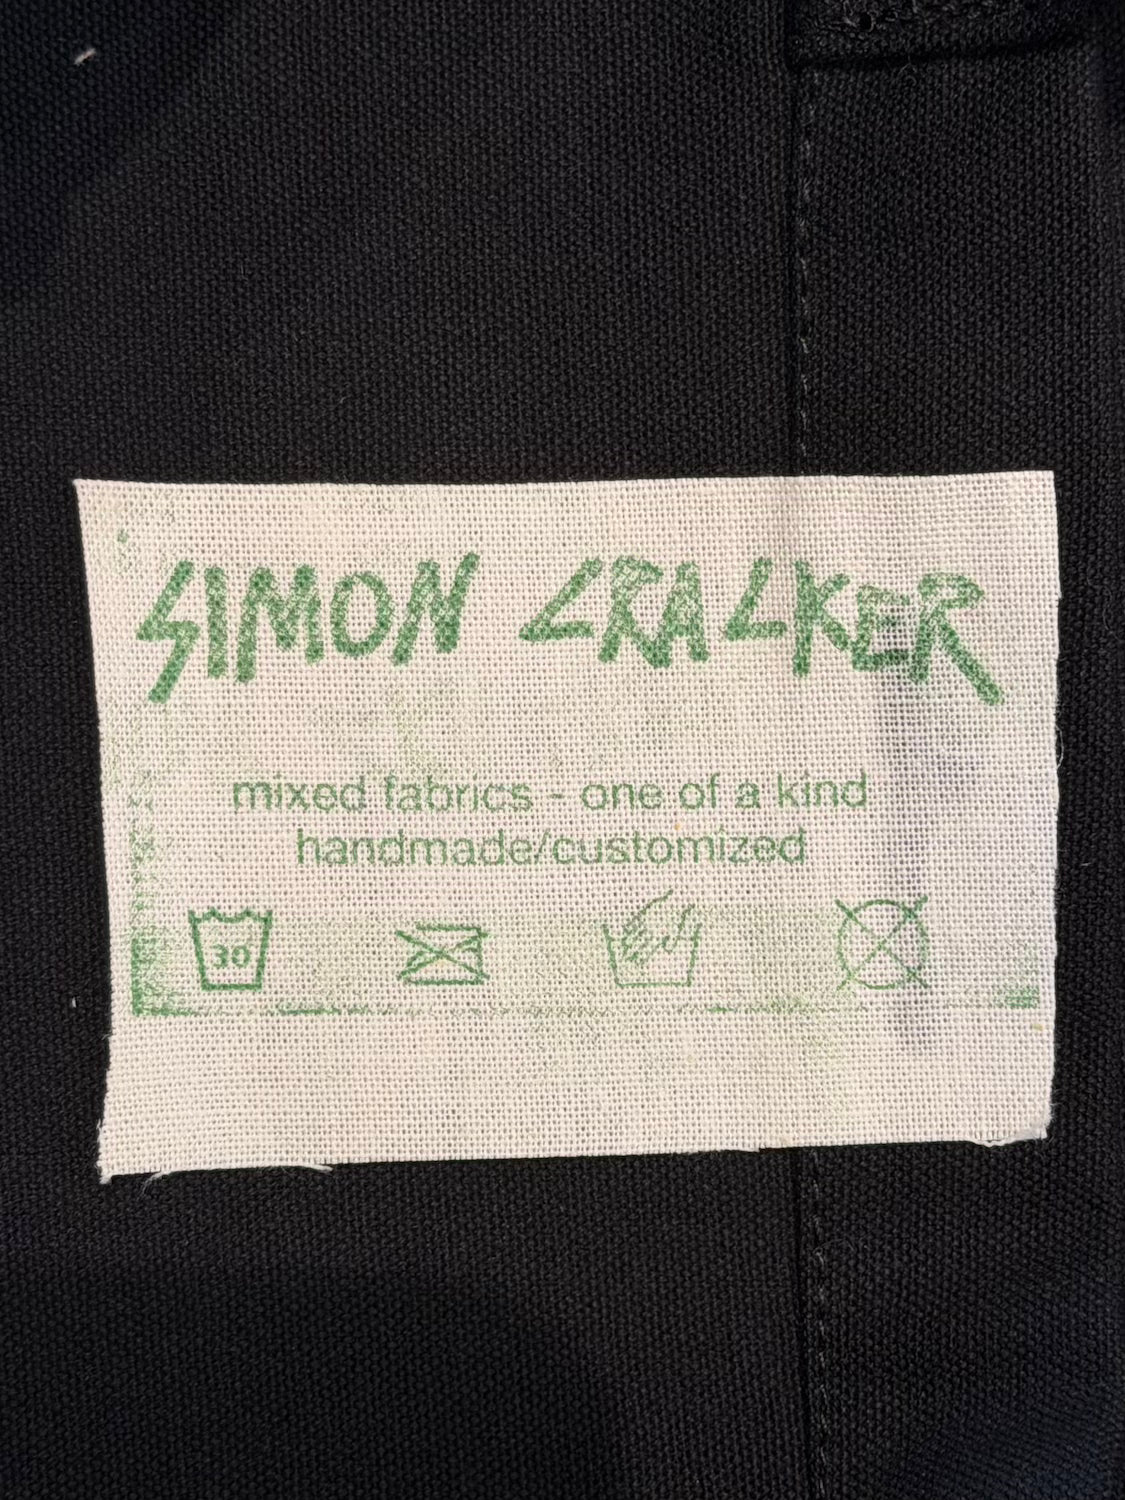 SIMON CRACKER
mixed fabrics - one of a kind
handmade/customized
30